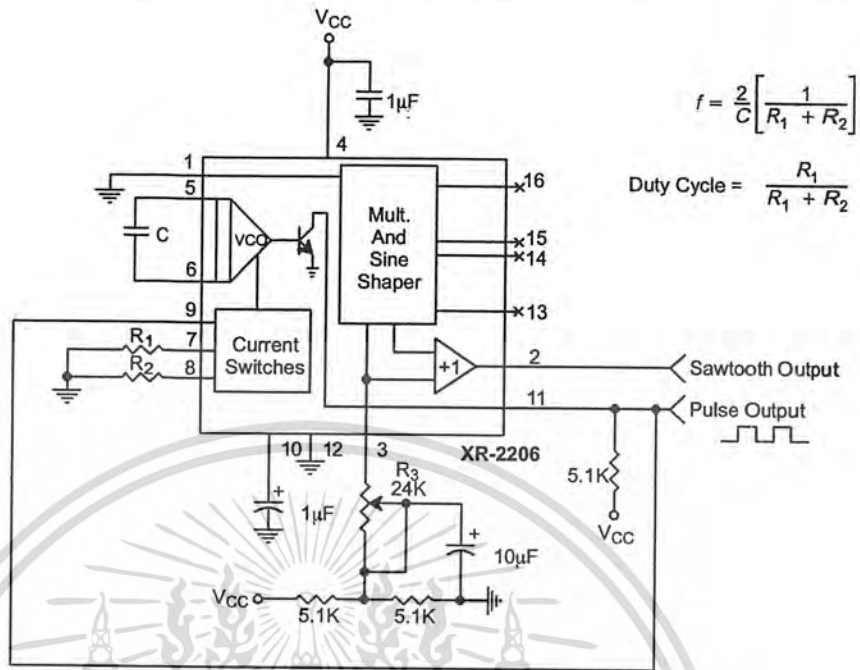 VCC
1µF
4
f = 2/C [ 1 / (R1 + R2) ]
Duty Cycle = R1 / (R1 + R2)
1
5
C
6
VCO
9
R1
7
R2
8
Current
Switches
Mult.
And
Sine
Shaper
16
15
14
13
+1
2
Sawtooth Output
11
Pulse Output
10
12
3
XR-2206
1µF
+
R3
24K
+
10µF
5.1K
VCC
VCC
5.1K
5.1K